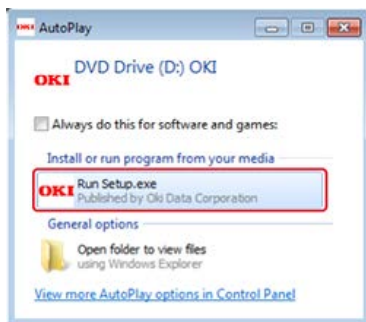 OKI AutoPlay
DVD Drive (D:) OKI
OKI
Always do this for software and games:
Install or run program from your media
OKI Run Setup.exe
Published by Oki Data Corporation
General options
Open folder to view files
using Windows Explorer
View more AutoPlay options in Control Panel